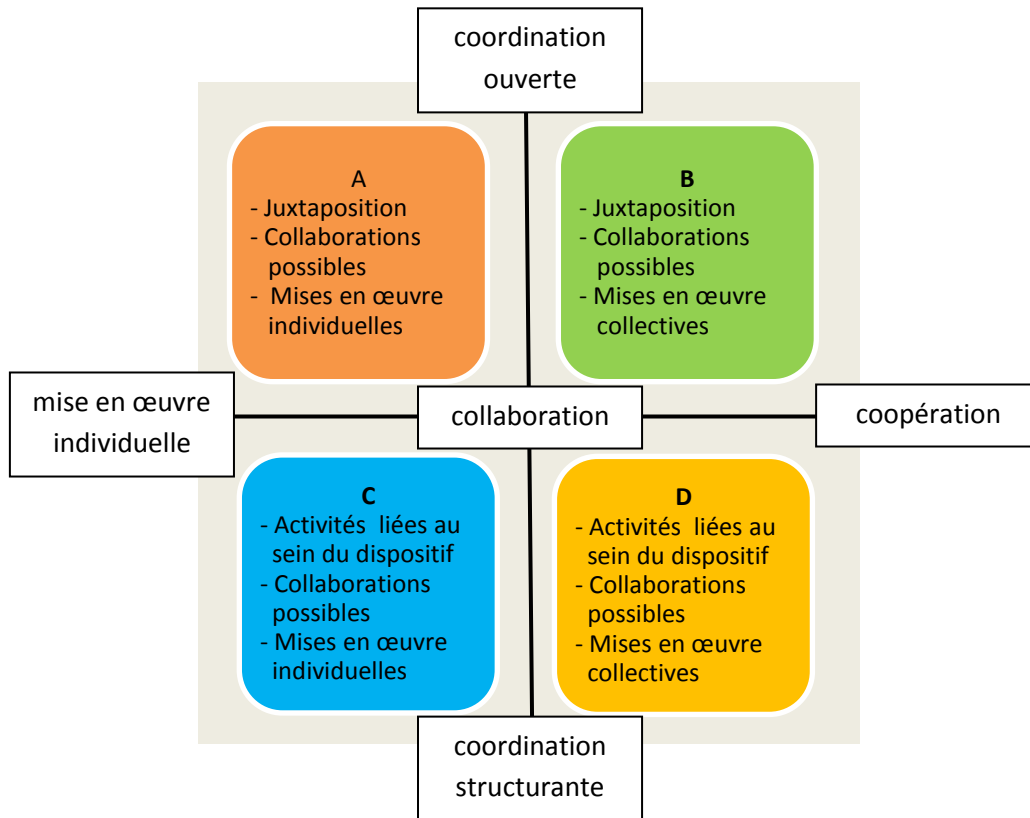 coordination
ouverte
A
- Juxtaposition
- Collaborations
possibles
- Mises en œuvre
individuelles
B
- Juxtaposition
- Collaborations
possibles
- Mises en œuvre
collectives
mise en œuvre
individuelle
collaboration
coopération
C
- Activités liées au
sein du dispositif
- Collaborations
possibles
- Mises en œuvre
individuelles
D
- Activités liées au
sein du dispositif
- Collaborations
possibles
- Mises en œuvre
collectives
coordination
structurante